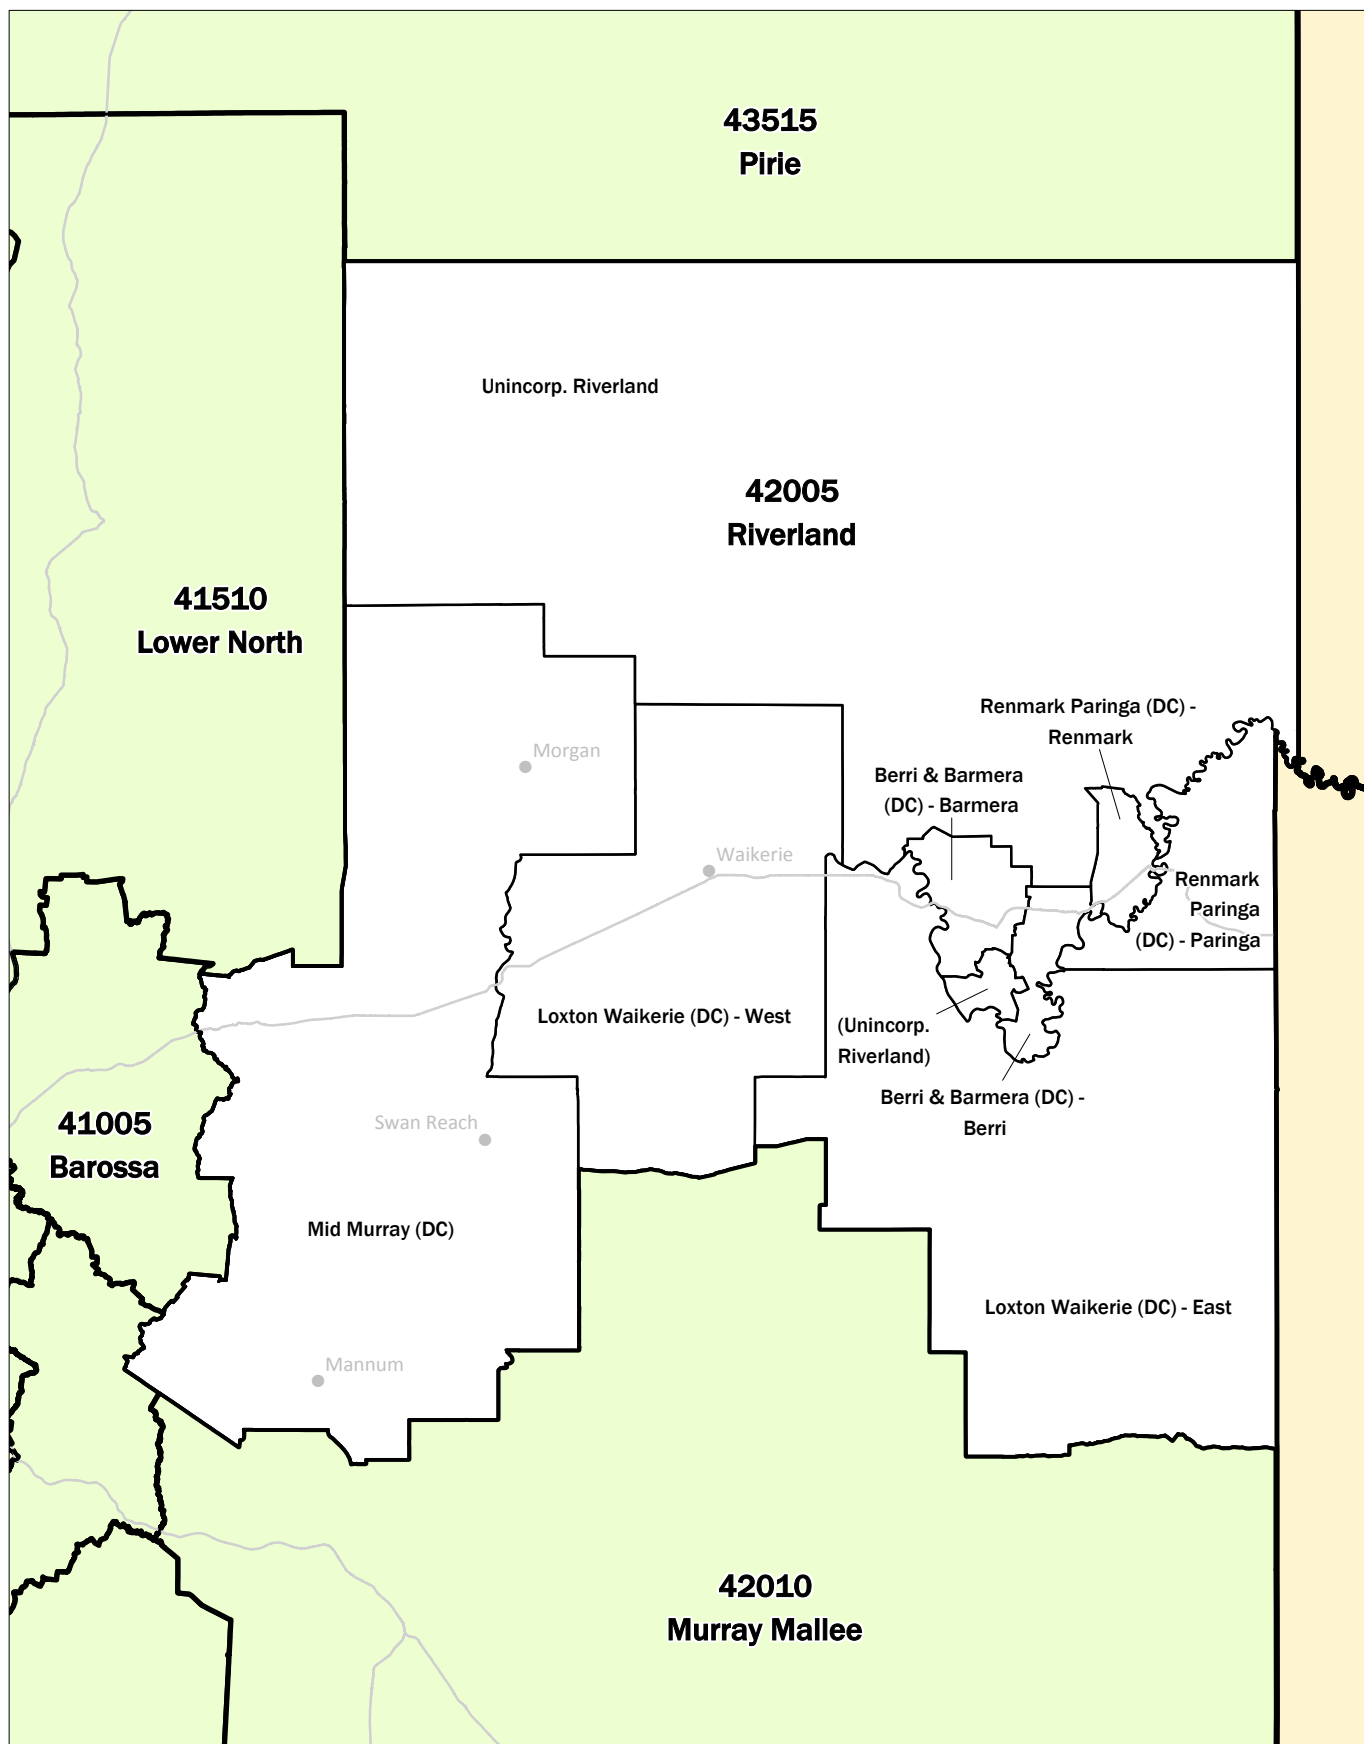 43515
Pirie
Unincorp. Riverland
42005
Riverland
41510
Lower North
Renmark Paringa (DC) -
Renmark
Morgan
Berri & Barmera
(DC) - Barmera
Waikerie
Renmark
Paringa
(DC) - Paringa
Loxton Waikerie (DC) - West
(Unincorp.
Riverland)
Berri & Barmera (DC) -
Berri
41005
Barossa
Swan Reach
Mid Murray (DC)
Loxton Waikerie (DC) - East
Mannum
42010
Murray Mallee